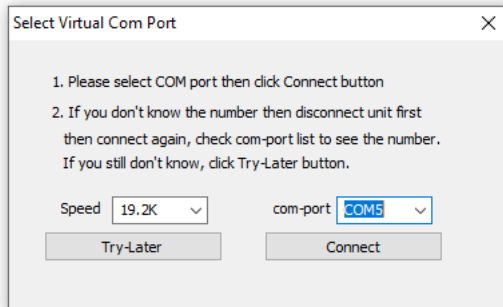 Select Virtual Com Port
1. Please select COM port then click Connect button
2. If you don't know the number then disconnect unit first
then connect again, check com-port list to see the number.
If you still don't know, click Try-Later button.
Speed 19.2K com-port COM5
Try-Later Connect